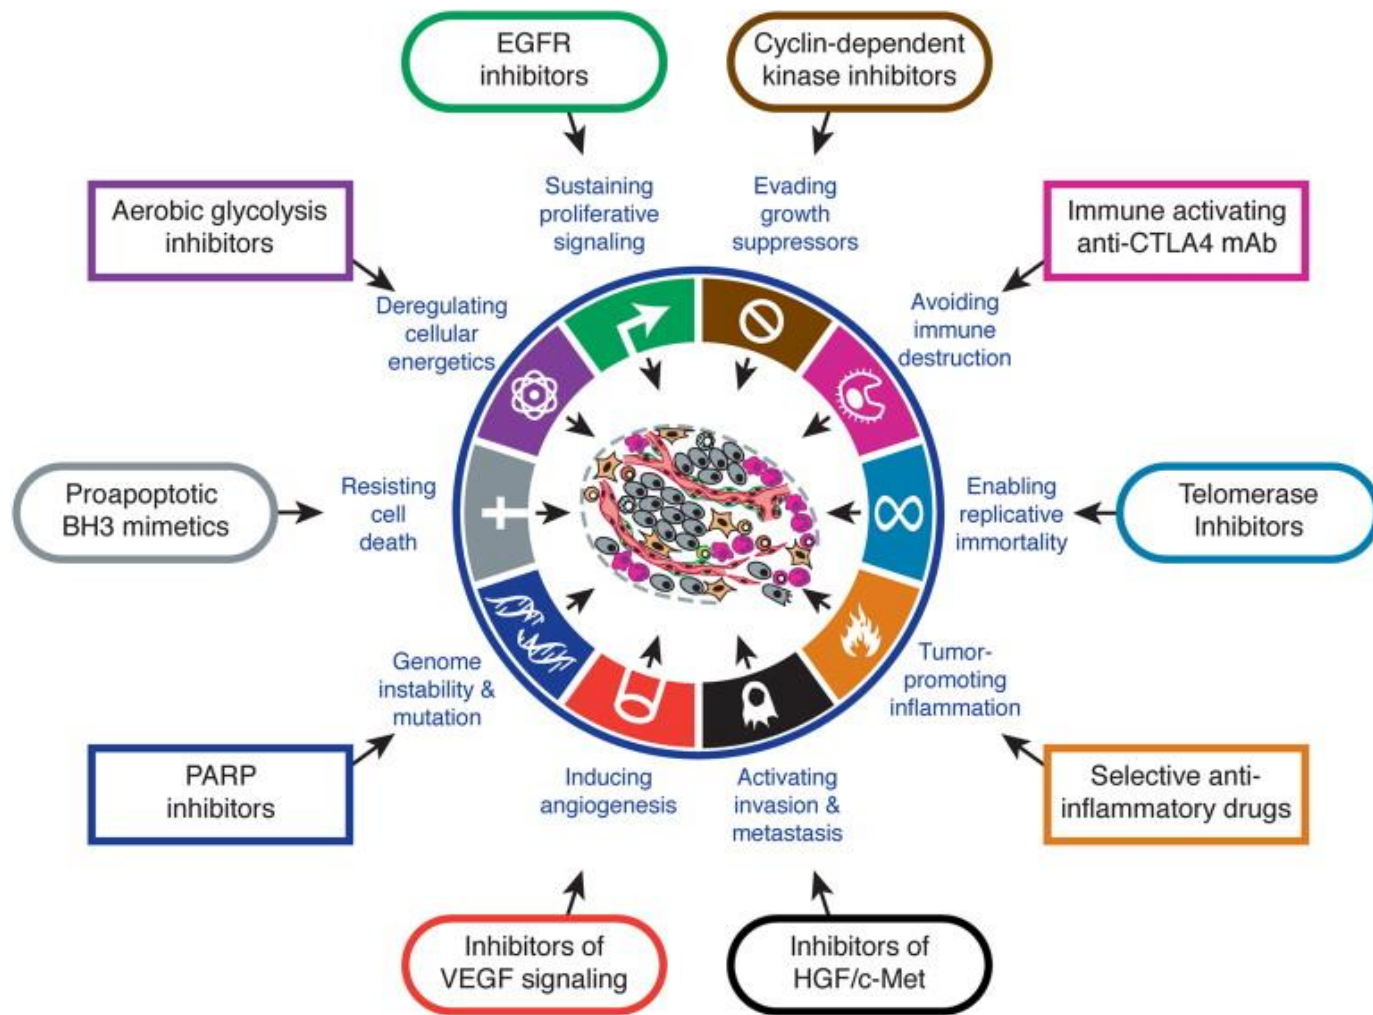 EGFR
inhibitors
Cyclin-dependent
kinase inhibitors
Sustaining
proliferative
signaling
Evading
growth
suppressors
Aerobic glycolysis
inhibitors
Immune activating
anti-CTLA4 mAb
Deregulating
cellular
energetics
Avoiding
immune
destruction
Proapoptotic
BH3 mimetics
Resisting
cell
death
Enabling
replicative
immortality
Telomerase
Inhibitors
Genome
instability &
mutation
Tumor-
promoting
inflammation
PARP
inhibitors
Inducing
angiogenesis
Activating
invasion &
metastasis
Selective anti-
inflammatory drugs
Inhibitors of
VEGF signaling
Inhibitors of
HGF/c-Met